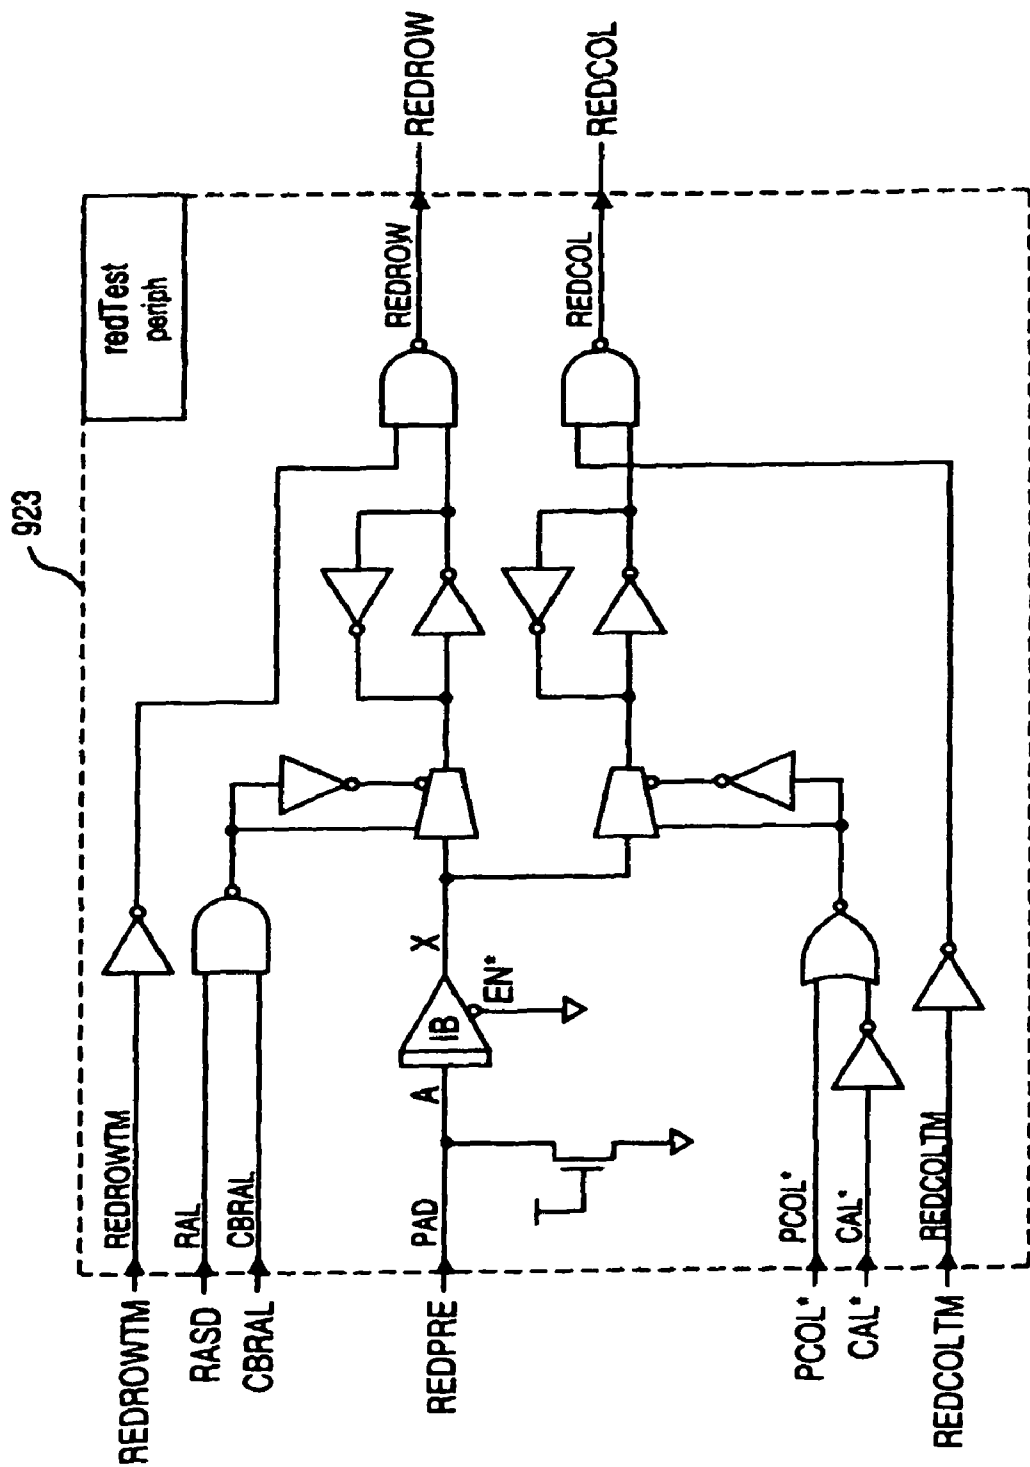 923
redTest
periph
REDROWTM
REDROWTM
RASD
RAL
CBRAL
CBRAL
REDPRE
PAD
A
IB
X
EN*
PCOL*
PCOL*
CAL*
CAL*
REDCOLTM
REDCOLTM
REDROW
REDROW
REDCOL
REDCOL